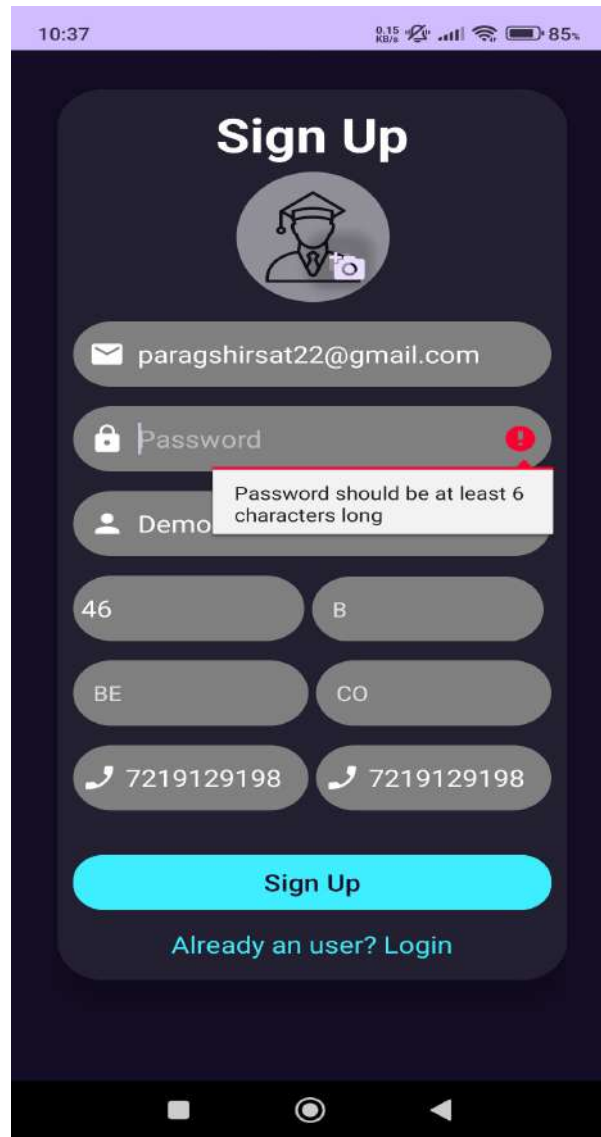 10:37 0.15 KB/s 85%
Sign Up
paragshirsat22@gmail.com
Password
Password should be at least 6
characters long
Demo
46 B
BE CO
7219129198 7219129198
Sign Up
Already an user? Login